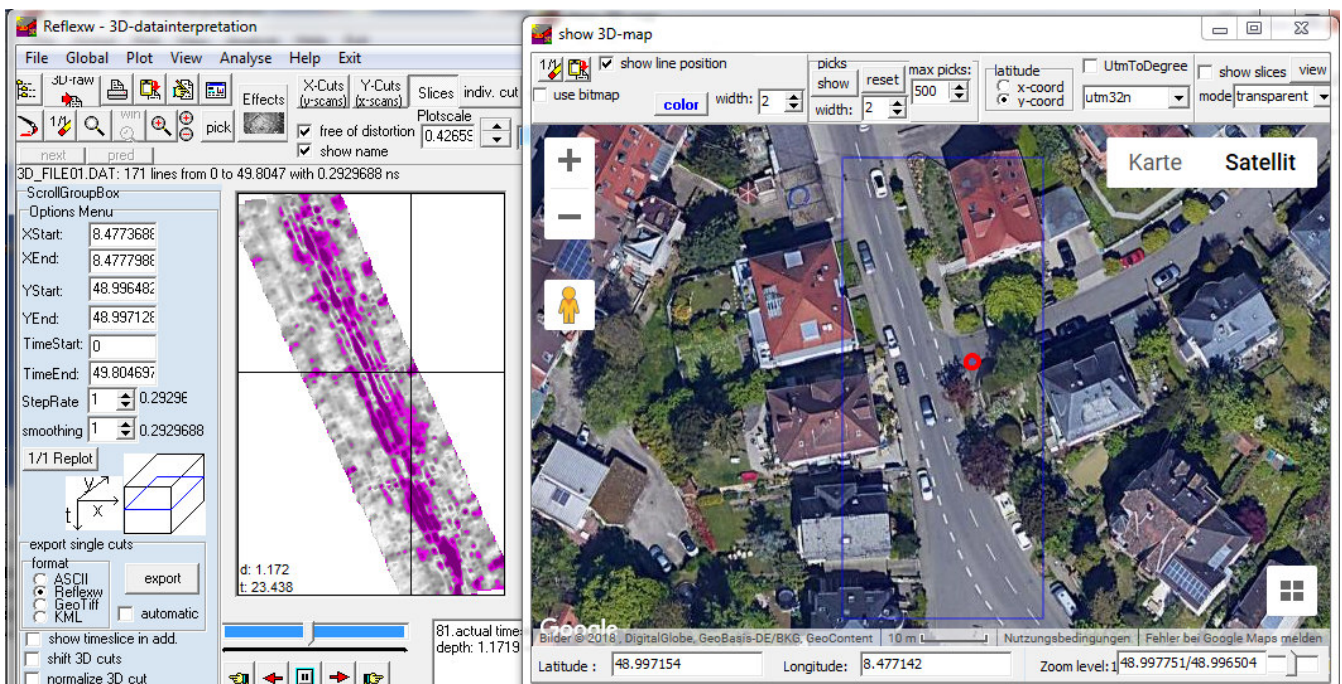 Reflexw - 3D-datainterpretation
File Global Plot View Analyse Help Exit
3D-raw
Effects
X-Cuts
(y-scans)
Y-Cuts
(x-scans)
Slices
indiv. cut
1/1
win
pick
free of distortion
show name
Plotscale
0.42659
next
pred
3D_FILE01.DAT: 171 lines from 0 to 49.8047 with 0.2929688 ns
ScrollGroupBox
Options Menu
XStart: 8.4773688
XEnd: 8.4777988
YStart: 48.996482
YEnd: 48.997128
TimeStart: 0
TimeEnd: 49.804697
StepRate 1 0.29296
smoothing 1 0.2929688
1/1 Replot
y
t
x
export single cuts
format
ASCII
Reflexw
GeoTiff
KML
export
automatic
show timeslice in add.
shift 3D cuts
normalize 3D cut
d: 1.172
t: 23.438
81.actual time:
depth: 1.1719
show 3D-map
1/1
show line position
use bitmap
color
width: 2
picks
show
reset
width: 2
max picks:
500
latitude
x-coord
y-coord
UtmToDegree
utm32n
show slices
view
mode transparent
Karte
Satellit
Google
Bilder © 2018 , DigitalGlobe, GeoBasis-DE/BKG, GeoContent
10 m
Nutzungsbedingungen
Fehler bei Google Maps melden
Latitude : 48.997154
Longitude: 8.477142
Zoom level:1 48.997751/48.996504